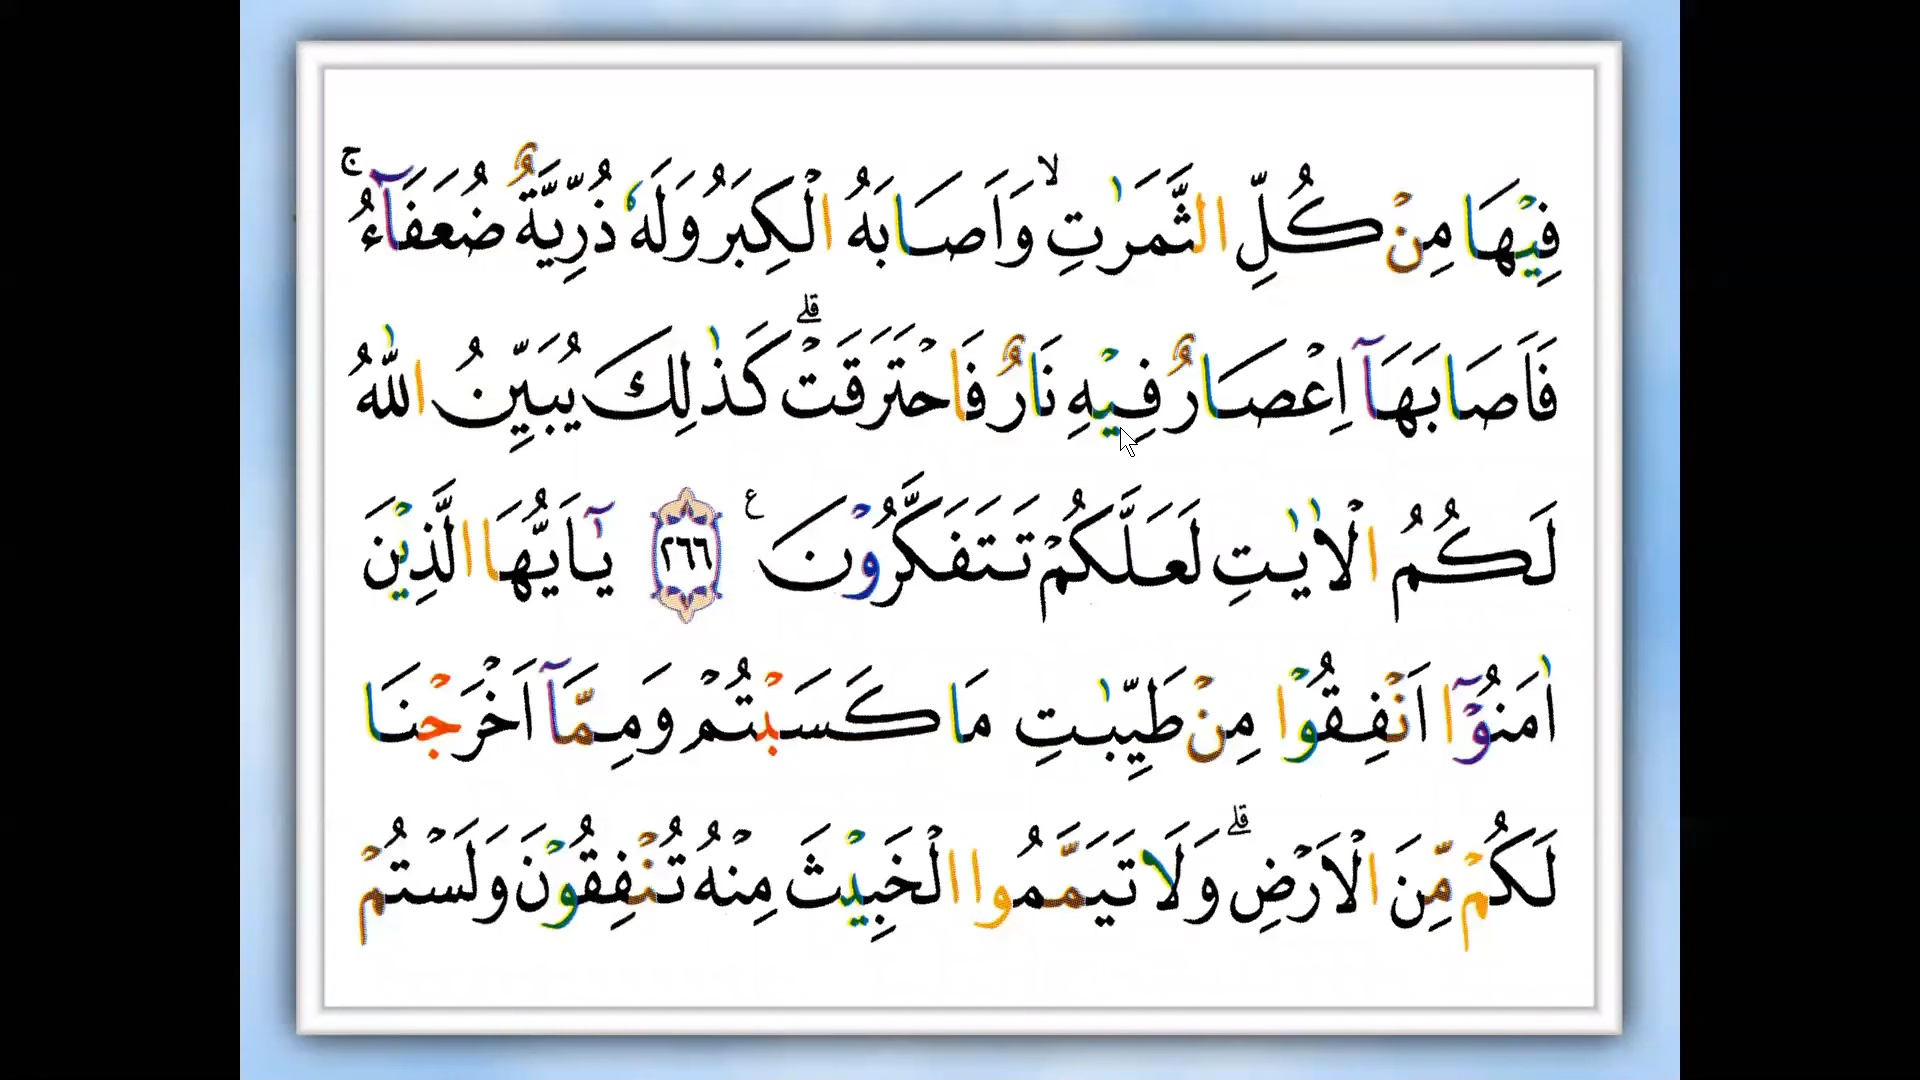 فِيْهَا مِنْ كُلِّ الثَّمَرٰتِ ۙ وَاَصَابَهُ الْكِبَرُ وَلَهٗ ذُرِّيَّةٌ ضُعَفَآءُ ۚ
فَاَصَابَهَآ اِعْصَارٌ فِيْهِ نَارٌ فَاحْتَرَقَتْ ؕ كَذٰلِكَ يُبَيِّنُ اللّٰهُ
لَكُمُ الْاٰيٰتِ لَعَلَّكُمْ تَتَفَكَّرُوْنَ ع ٢٦٦ يٰٓاَيُّهَا الَّذِيْنَ
اٰمَنُوْٓا اَنْفِقُوْا مِنْ طَيِّبٰتِ مَا كَسَبْتُمْ وَمِمَّآ اَخْرَجْنَا
لَكُمْ مِّنَ الْاَرْضِ ۗ وَلَا تَيَمَّمُوا الْخَبِيْثَ مِنْهُ تُنْفِقُوْنَ وَلَسْتُمْ